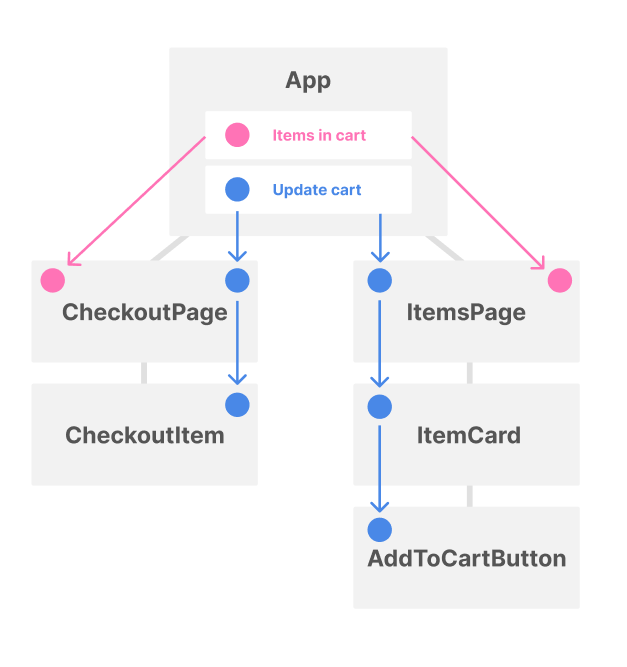 App
Items in cart
Update cart
CheckoutPage
ItemsPage
CheckoutItem
ItemCard
AddToCartButton